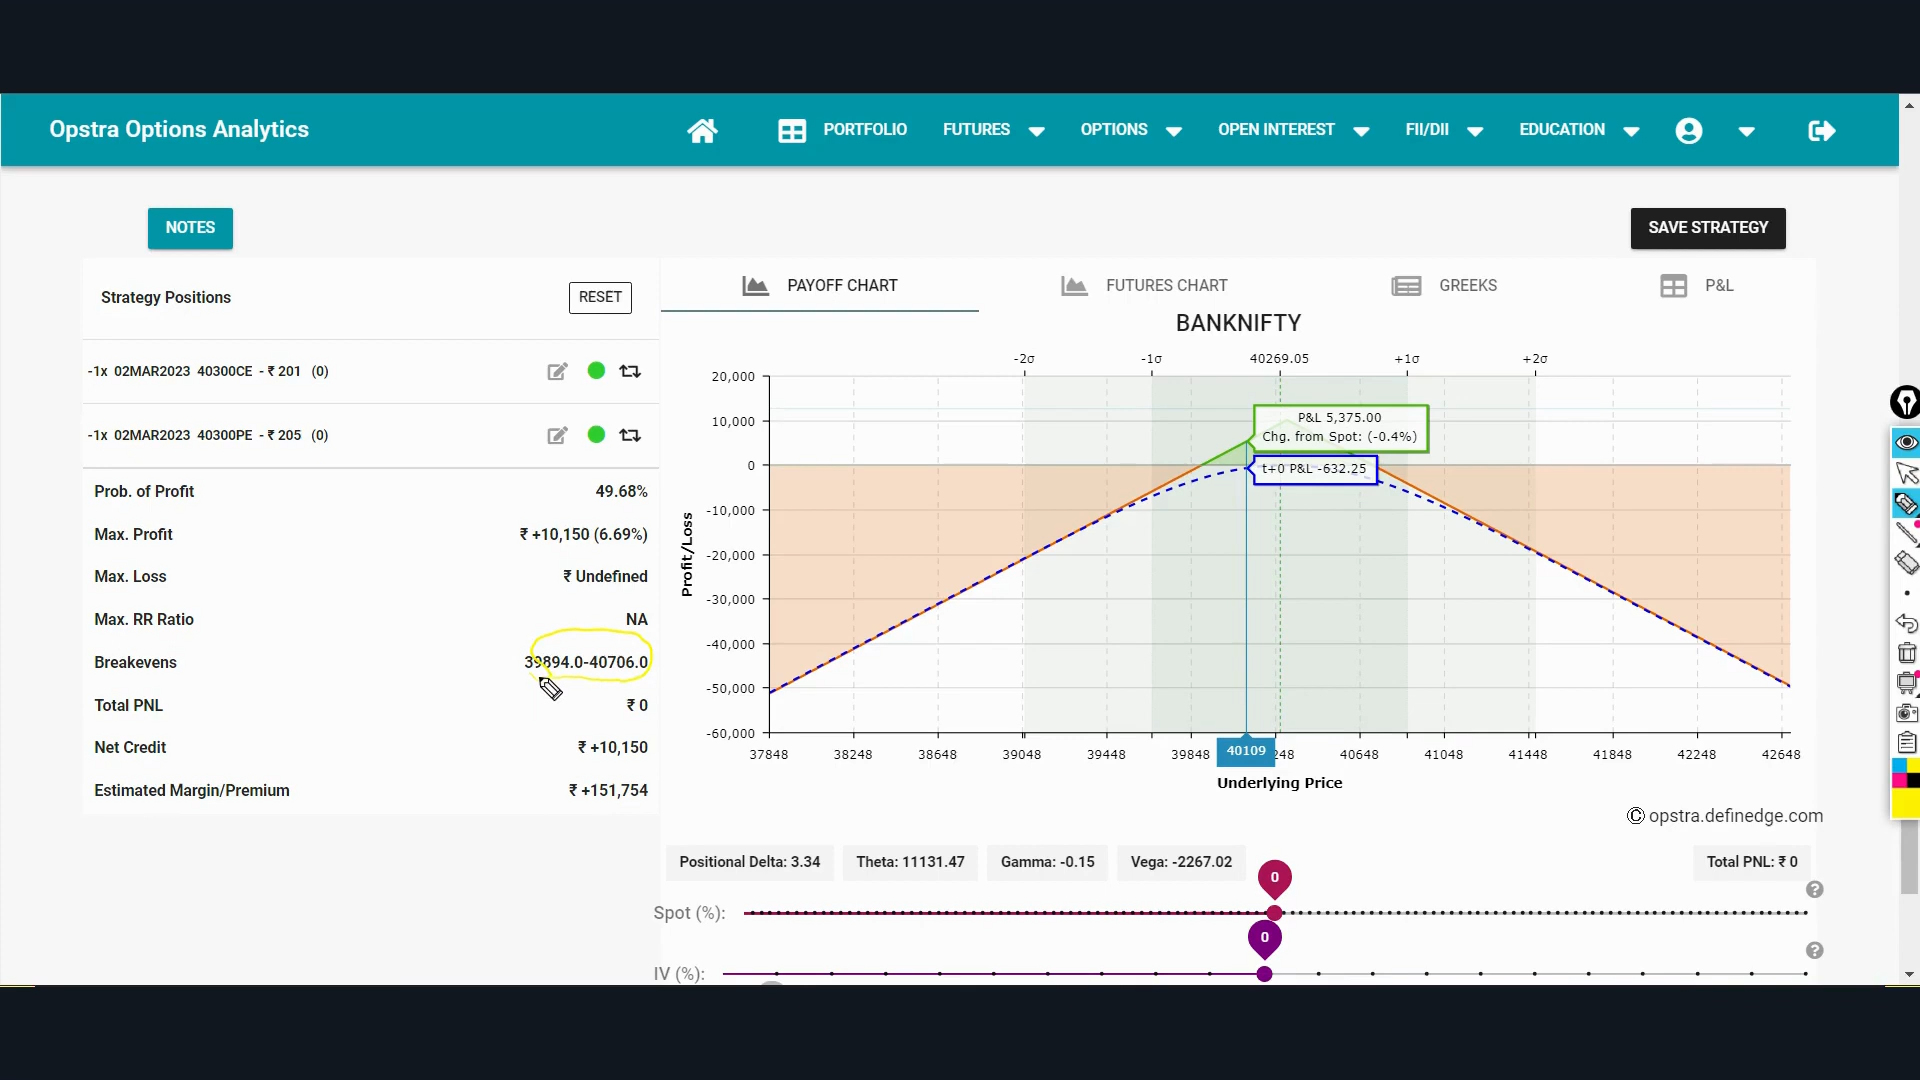 Opstra Options Analytics
PORTFOLIO FUTURES OPTIONS OPEN INTEREST FII/DII EDUCATION
NOTES
SAVE STRATEGY
Strategy Positions
RESET
-1x 02MAR2023 40300CE - ₹ 201 (0)
-1x 02MAR2023 40300PE - ₹ 205 (0)
Prob. of Profit 49.68%
Max. Profit ₹ +10,150 (6.69%)
Max. Loss ₹ Undefined
Max. RR Ratio NA
Breakevens 39894.0-40706.0
Total PNL ₹ 0
Net Credit ₹ +10,150
Estimated Margin/Premium ₹ +151,754
PAYOFF CHART FUTURES CHART GREEKS P&L
BANKNIFTY
-2σ -1σ 40269.05 +1σ +2σ
20,000
10,000
0
-10,000
-20,000
-30,000
-40,000
-50,000
-60,000
Profit/Loss
P&L 5,375.00
Chg. from Spot: (-0.4%)
t+0 P&L -632.25
37848 38248 38648 39048 39448 39848 40109 248 40648 41048 41448 41848 42248 42648
Underlying Price
© opstra.definedge.com
Positional Delta: 3.34 Theta: 11131.47 Gamma: -0.15 Vega: -2267.02 Total PNL: ₹ 0
0
Spot (%):
?
0
IV (%):
?